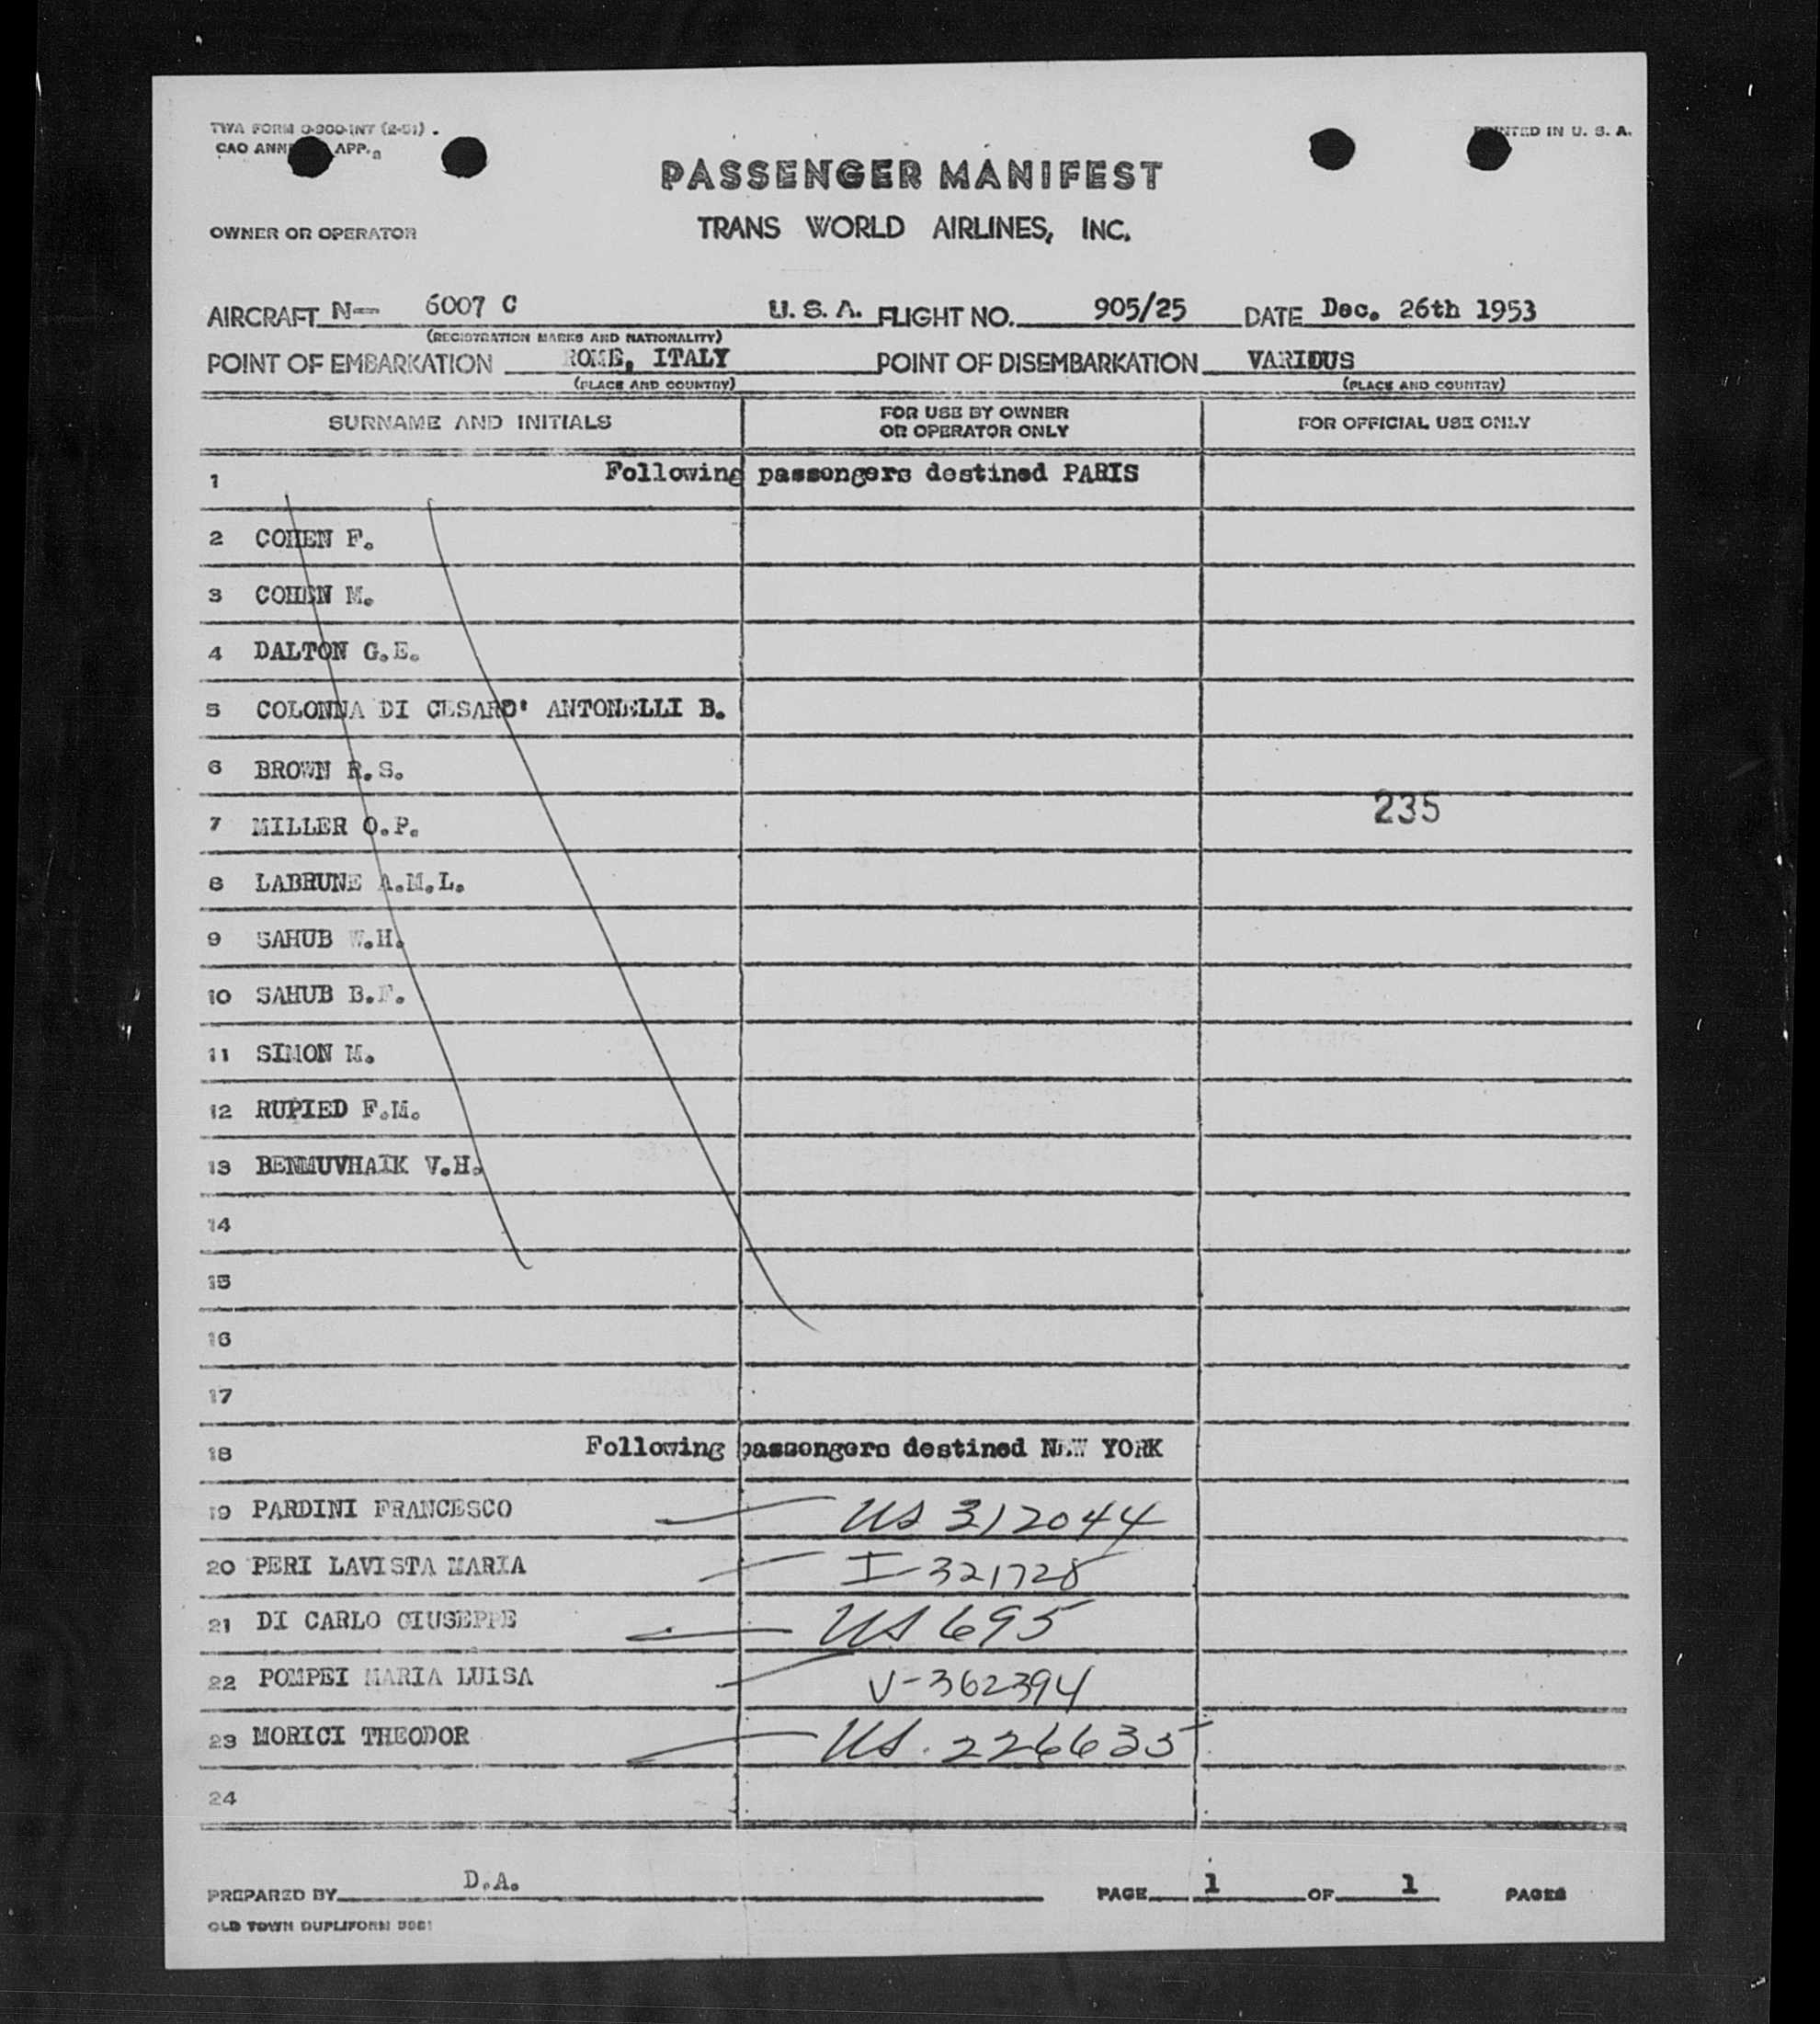 TWA FORM O-900-INT (2-51)
PRINTED IN U. S. A.
CAO ANN APP.
PASSENGER MANIFEST
OWNER OR OPERATOR
TRANS WORLD AIRLINES, INC.
AIRCRAFT N— 6007 C U. S. A. FLIGHT NO. 905/25 DATE Dec. 26th 1953
(REGISTRATION MARKS AND NATIONALITY)
POINT OF EMBARKATION ROME, ITALY POINT OF DISEMBARKATION VARIOUS
(PLACE AND COUNTRY) (PLACE AND COUNTRY)
SURNAME AND INITIALS FOR USE BY OWNER OR OPERATOR ONLY FOR OFFICIAL USE ONLY
1 Following passengers destined PARIS
2 COHEN F.
3 COHEN M.
4 DALTON G.E.
5 COLONNA DI CESARO' ANTONELLI B.
6 BROWN R.S.
235
7 MILLER O.P.
8 LABRUNE A.M.L.
9 SAHUB W.H.
10 SAHUB B.F.
11 SIMON M.
12 RUPIED F.M.
13 BENMUVHAIK V.H.
14
15
16
17
18 Following passengers destined NEW YORK
19 PARDINI FRANCESCO US 312044
20 PERI LAVISTA MARIA I-321728
21 DI CARLO GIUSEPPE US 695
22 POMPEI MARIA LUISA V-362394
23 MORICI THEODOR US. 226635
24
PREPARED BY D.A. PAGE 1 OF 1 PAGES
OLD TOWN DUPLIFORM